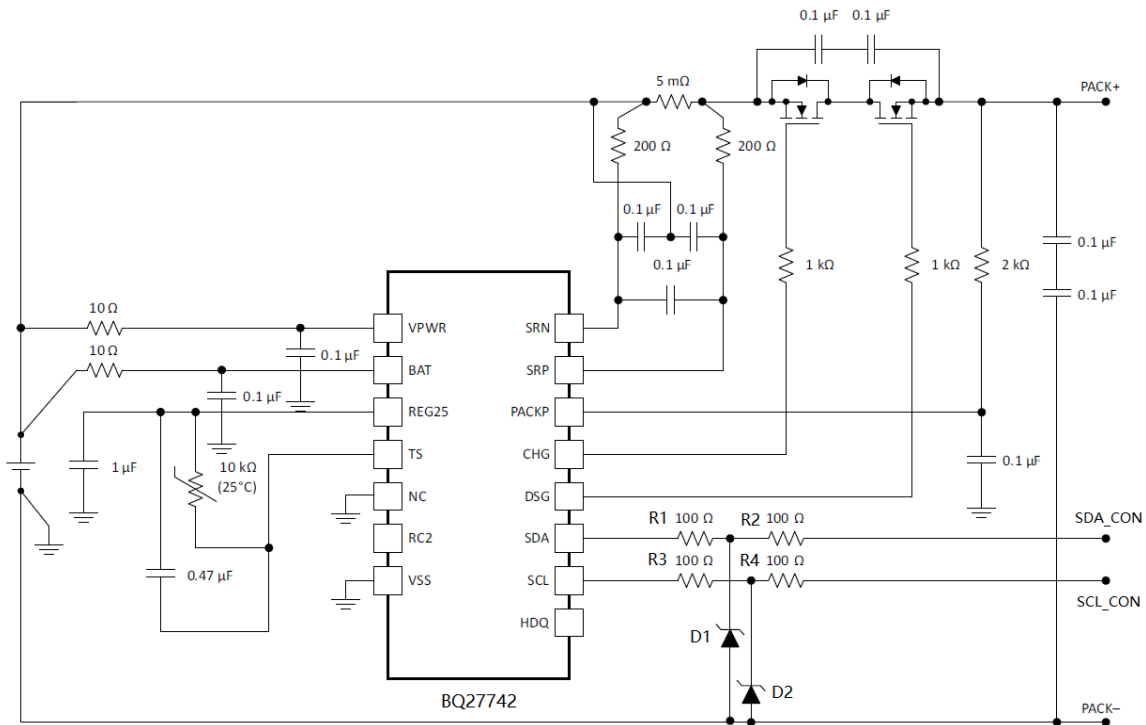 0.1 µF 0.1 µF
5 mΩ
PACK+
200 Ω 200 Ω
0.1 µF 0.1 µF
0.1 µF
1 kΩ 1 kΩ 2 kΩ
0.1 µF
0.1 µF
10 Ω
VPWR SRN
10 Ω
0.1 µF
BAT SRP
0.1 µF
REG25 PACKP
1 µF
10 kΩ
(25°C)
TS CHG
0.1 µF
NC DSG
R1 100 Ω R2 100 Ω
SDA_CON
RC2 SDA
R3 100 Ω R4 100 Ω
0.47 µF
VSS SCL
SCL_CON
HDQ
D1
D2
BQ27742
PACK–